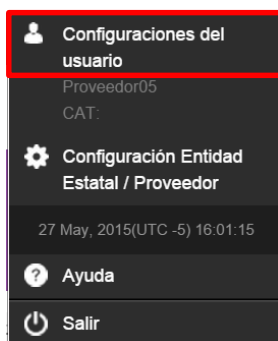 Configuraciones del
usuario
Proveedor05
CAT:
Configuración Entidad
Estatal / Proveedor
27 May, 2015(UTC -5) 16:01:15
Ayuda
Salir